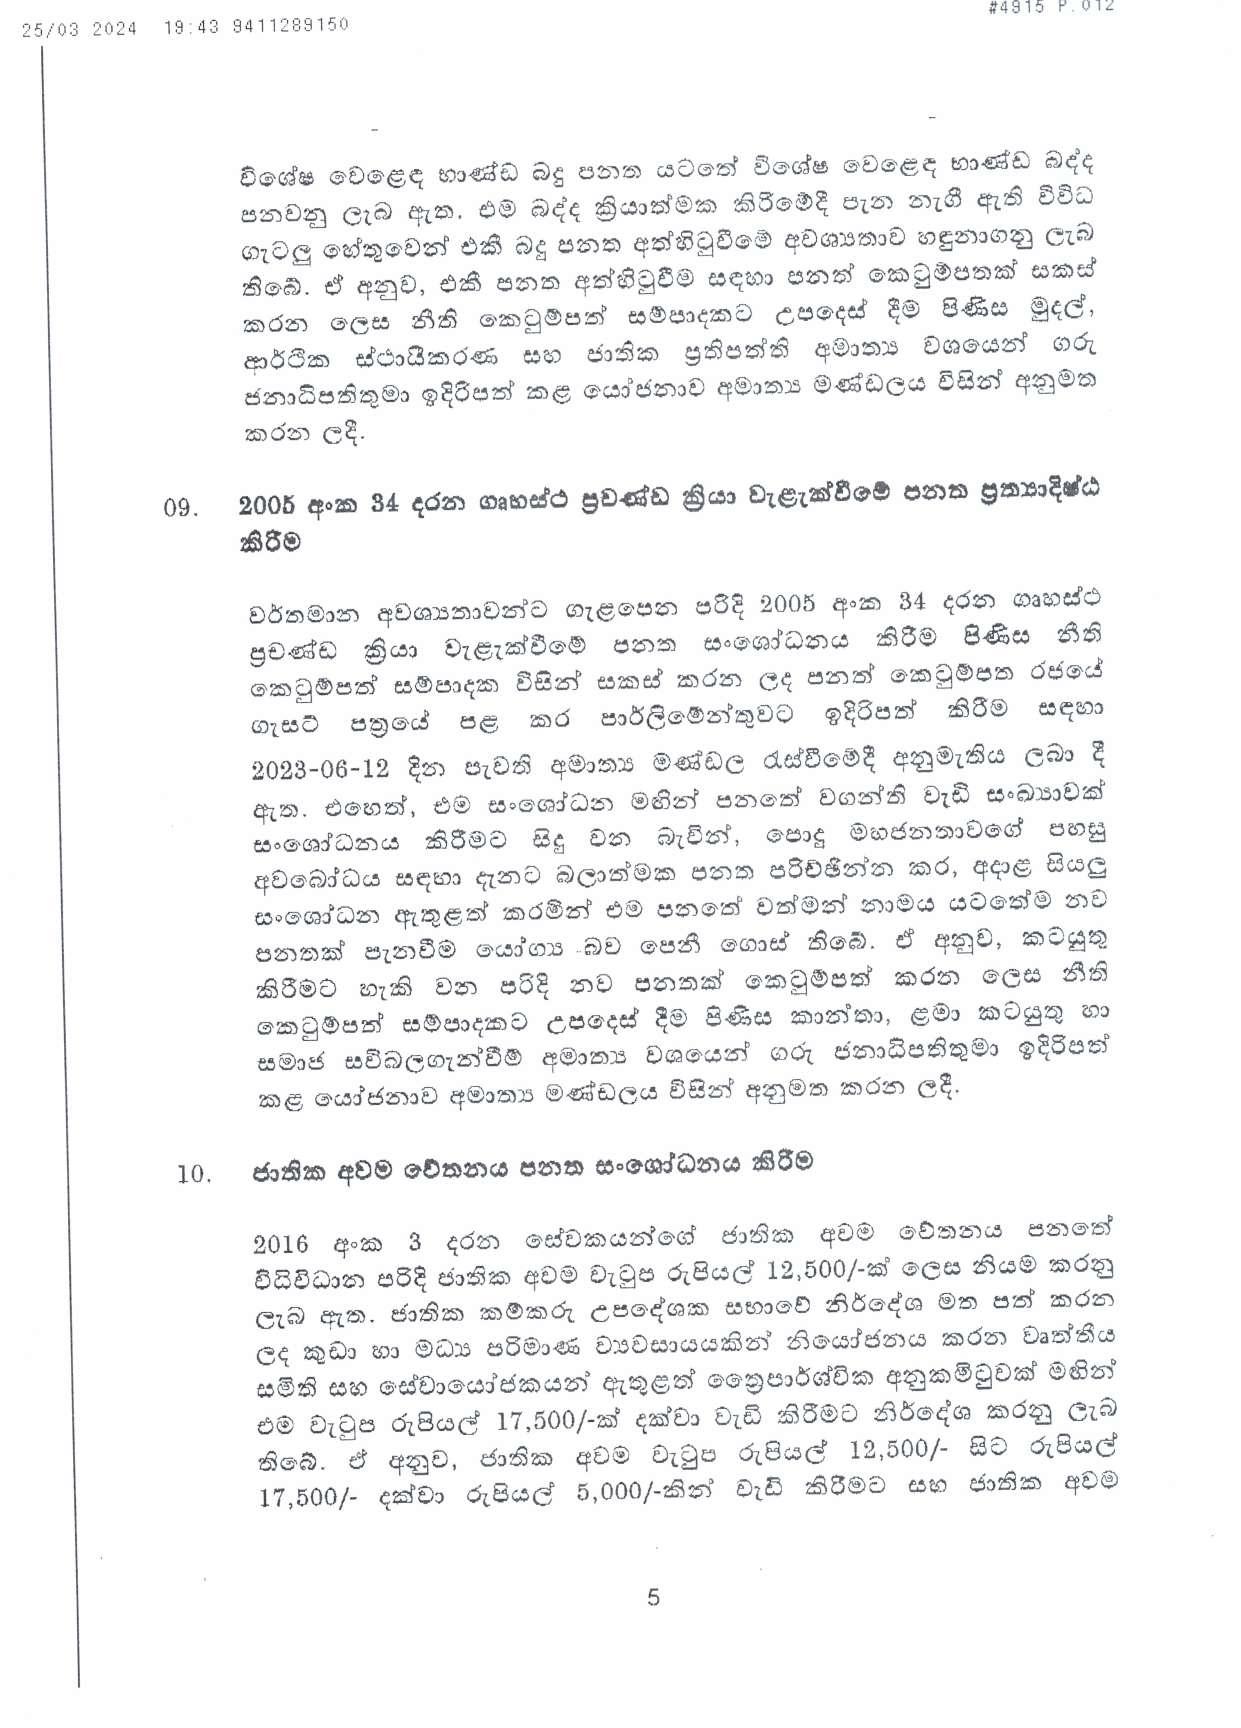 25/03 2024 19:43 9411289150
#4915 P.012
විශේෂ වෙළෙඳ භාණ්ඩ බදු පනත යටතේ විශේෂ වෙළෙඳ භාණ්ඩ බද්ද
පනවනු ලැබ ඇත. එම බද්ද ක්‍රියාත්මක කිරීමේදී පැන නැගී ඇති විවිධ
ගැටලු හේතුවෙන් එකී බදු පනත අත්හිටුවීමේ අවශ්‍යතාව හඳුනාගනු ලැබ
තිබේ. ඒ අනුව, එකී පනත අත්හිටුවීම සඳහා පනත් කෙටුම්පතක් සකස්
කරන ලෙස නීති කෙටුම්පත් සම්පාදකට උපදෙස් දීම පිණිස මුදල්,
ආර්ථික ස්ථායීකරණ සහ ජාතික ප්‍රතිපත්ති අමාත්‍ය වශයෙන් ගරු
ජනාධිපතිතුමා ඉදිරිපත් කළ යෝජනාව අමාත්‍ය මණ්ඩලය විසින් අනුමත
කරන ලදී.
09. 2005 අංක 34 දරන ගෘහස්ථ ප්‍රචණ්ඩ ක්‍රියා වැළැක්වීමේ පනත ප්‍රත්‍යාදිෂ්ඨ
කිරීම
වර්තමාන අවශ්‍යතාවන්ට ගැළපෙන පරිදි 2005 අංක 34 දරන ගෘහස්ථ
ප්‍රචණ්ඩ ක්‍රියා වැළැක්වීමේ පනත සංශෝධනය කිරීම පිණිස නීති
කෙටුම්පත් සම්පාදක විසින් සකස් කරන ලද පනත් කෙටුම්පත රජයේ
ගැසට් පත්‍රයේ පළ කර පාර්ලිමේන්තුවට ඉදිරිපත් කිරීම සඳහා
2023-06-12 දින පැවති අමාත්‍ය මණ්ඩල රැස්වීමේදී අනුමැතිය ලබා දී
ඇත. එහෙත්, එම සංශෝධන මඟින් පනතේ වගන්ති වැඩි සංඛ්‍යාවක්
සංශෝධනය කිරීමට සිදු වන බැවින්, පොදු මහජනතාවගේ පහසු
අවබෝධය සඳහා දැනට බලාත්මක පනත පරිච්ඡින්න කර, අදාළ සියලු
සංශෝධන ඇතුළත් කරමින් එම පනතේ වත්මන් නාමය යටතේම නව
පනතක් පැනවීම යෝග්‍ය බව පෙනී ගොස් තිබේ. ඒ අනුව, කටයුතු
කිරීමට හැකි වන පරිදි නව පනතක් කෙටුම්පත් කරන ලෙස නීති
කෙටුම්පත් සම්පාදකට උපදෙස් දීම පිණිස කාන්තා, ළමා කටයුතු හා
සමාජ සවිබලගැන්වීම් අමාත්‍ය වශයෙන් ගරු ජනාධිපතිතුමා ඉදිරිපත්
කළ යෝජනාව අමාත්‍ය මණ්ඩලය විසින් අනුමත කරන ලදී.
10. ජාතික අවම වේතනය පනත සංශෝධනය කිරීම
2016 අංක 3 දරන සේවකයන්ගේ ජාතික අවම වේතනය පනතේ
විධිවිධාන පරිදි ජාතික අවම වැටුප රුපියල් 12,500/-ක් ලෙස නියම කරනු
ලැබ ඇත. ජාතික කම්කරු උපදේශක සභාවේ නිර්දේශ මත පත් කරන
ලද කුඩා හා මධ්‍ය පරිමාණ ව්‍යවසායයකින් නියෝජනය කරන වෘත්තීය
සමිති සහ සේවායෝජකයන් ඇතුළත් ත්‍රෛපාර්ශ්වික අනුකමිටුවක් මඟින්
එම වැටුප රුපියල් 17,500/-ක් දක්වා වැඩි කිරීමට නිර්දේශ කරනු ලැබ
තිබේ. ඒ අනුව, ජාතික අවම වැටුප රුපියල් 12,500/- සිට රුපියල්
17,500/- දක්වා රුපියල් 5,000/-කින් වැඩි කිරීමට සහ ජාතික අවම
5